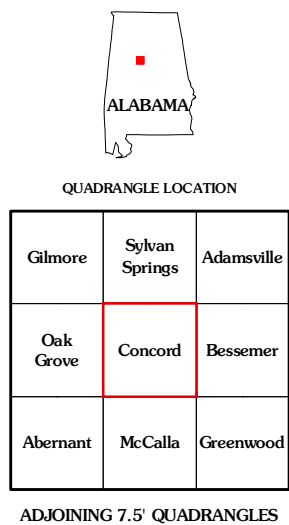 ALABAMA
QUADRANGLE LOCATION
Gilmore
Sylvan
Springs
Adamsville
Oak
Grove
Concord
Bessemer
Abernant
McCalla
Greenwood
ADJOINING 7.5' QUADRANGLES